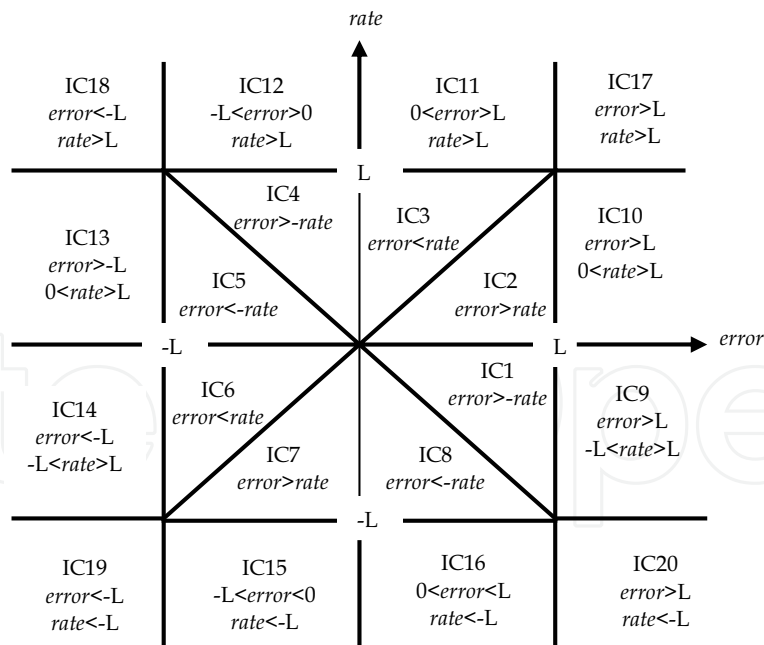 rate
IC18
error<-L
rate>L
IC12
-L<error>0
rate>L
IC11
0<error>L
rate>L
IC17
error>L
rate>L
L
IC4
error>-rate
IC3
error<rate
IC13
error>-L
0<rate>L
IC10
error>L
0<rate>L
IC5
error<-rate
IC2
error>rate
-L
L
error
IC6
error<rate
IC1
error>-rate
IC14
error<-L
-L<rate>L
IC9
error>L
-L<rate>L
IC7
error>rate
IC8
error<-rate
-L
IC19
error<-L
rate<-L
IC15
-L<error<0
rate<-L
IC16
0<error<L
rate<-L
IC20
error>L
rate<-L